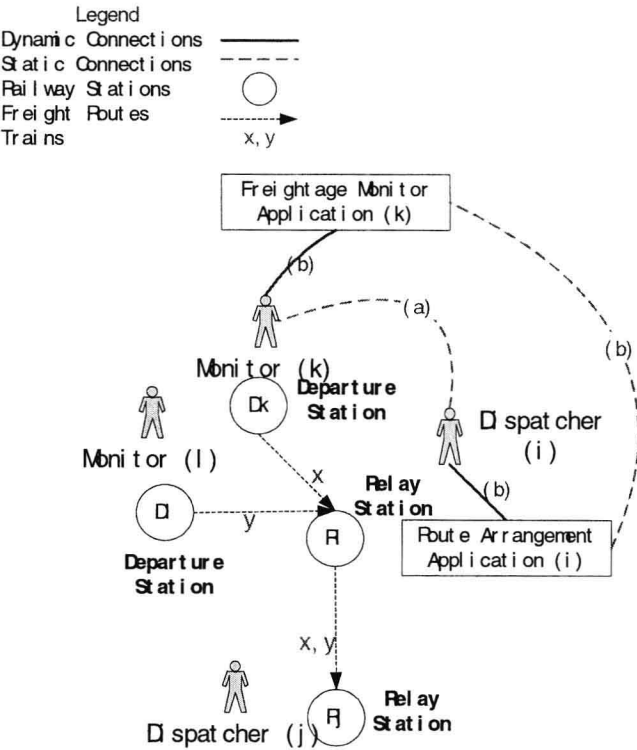 Legend
Dynamic Connections
Static Connections
Railway Stations
Freight Routes
Trains
x, y
Freightage Monitor
Application (k)
(b)
(a)
Monitor (k)
(b)
Dk
Departure
Station
Dispatcher
(i)
Monitor (l)
x
(b)
Relay
Station
Dl
y
Ri
Route Arrangement
Application (i)
Departure
Station
x, y
Relay
Station
Rj
Dispatcher (j)